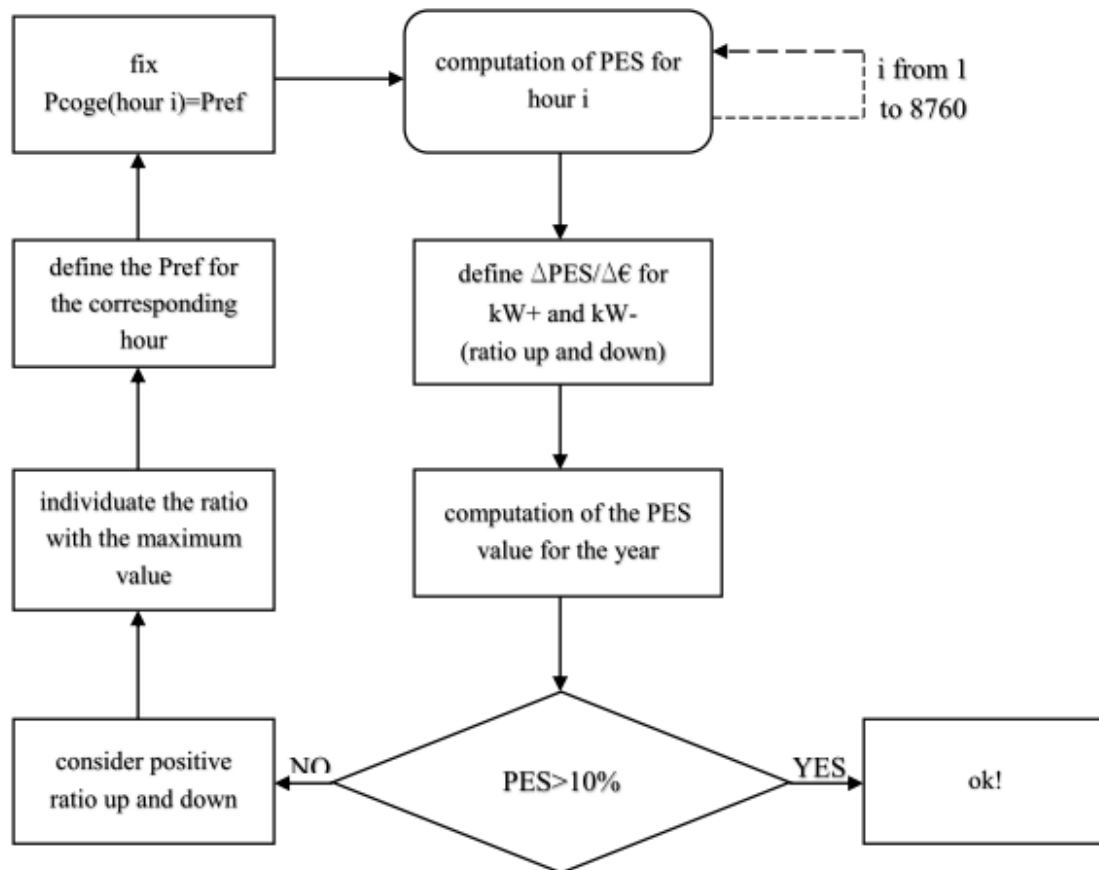 fix
Pcoge(hour i)=Pref
computation of PES for
hour i
i from 1
to 8760
define the Pref for
the corresponding
hour
define ΔPES/Δ€ for
kW+ and kW-
(ratio up and down)
individuate the ratio
with the maximum
value
computation of the PES
value for the year
consider positive
ratio up and down
NO
PES>10%
YES
ok!